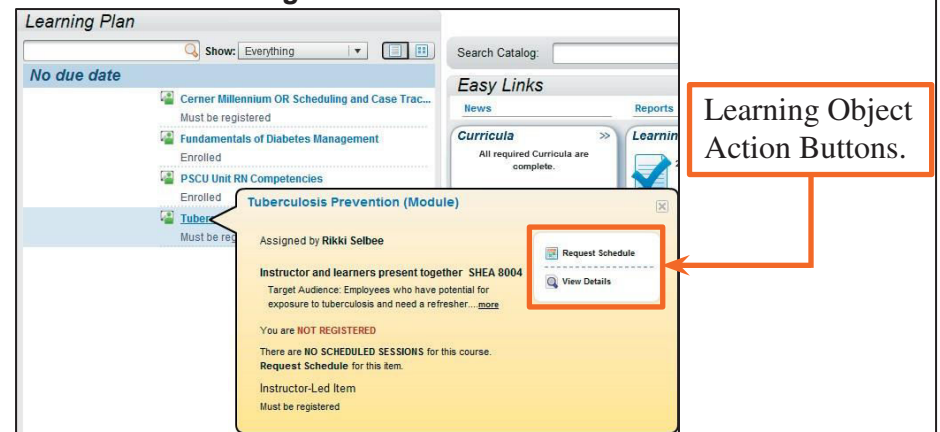 Learning Plan
Show: Everything
Search Catalog:
No due date
Easy Links
News
Reports
Cerner Millennium OR Scheduling and Case Trac...
Must be registered
Fundamentals of Diabetes Management
Enrolled
PSCU Unit RN Competencies
Enrolled
Curricula >>
All required Curricula are
complete.
Learning Object
Action Buttons.
Tuberculosis Prevention (Module)
Assigned by Rikki Selbee
Instructor and learners present together SHEA 8004
Target Audience: Employees who have potential for
exposure to tuberculosis and need a refresher....more
You are NOT REGISTERED
There are NO SCHEDULED SESSIONS for this course.
Request Schedule for this item.
Instructor-Led Item
Must be registered
Request Schedule
View Details